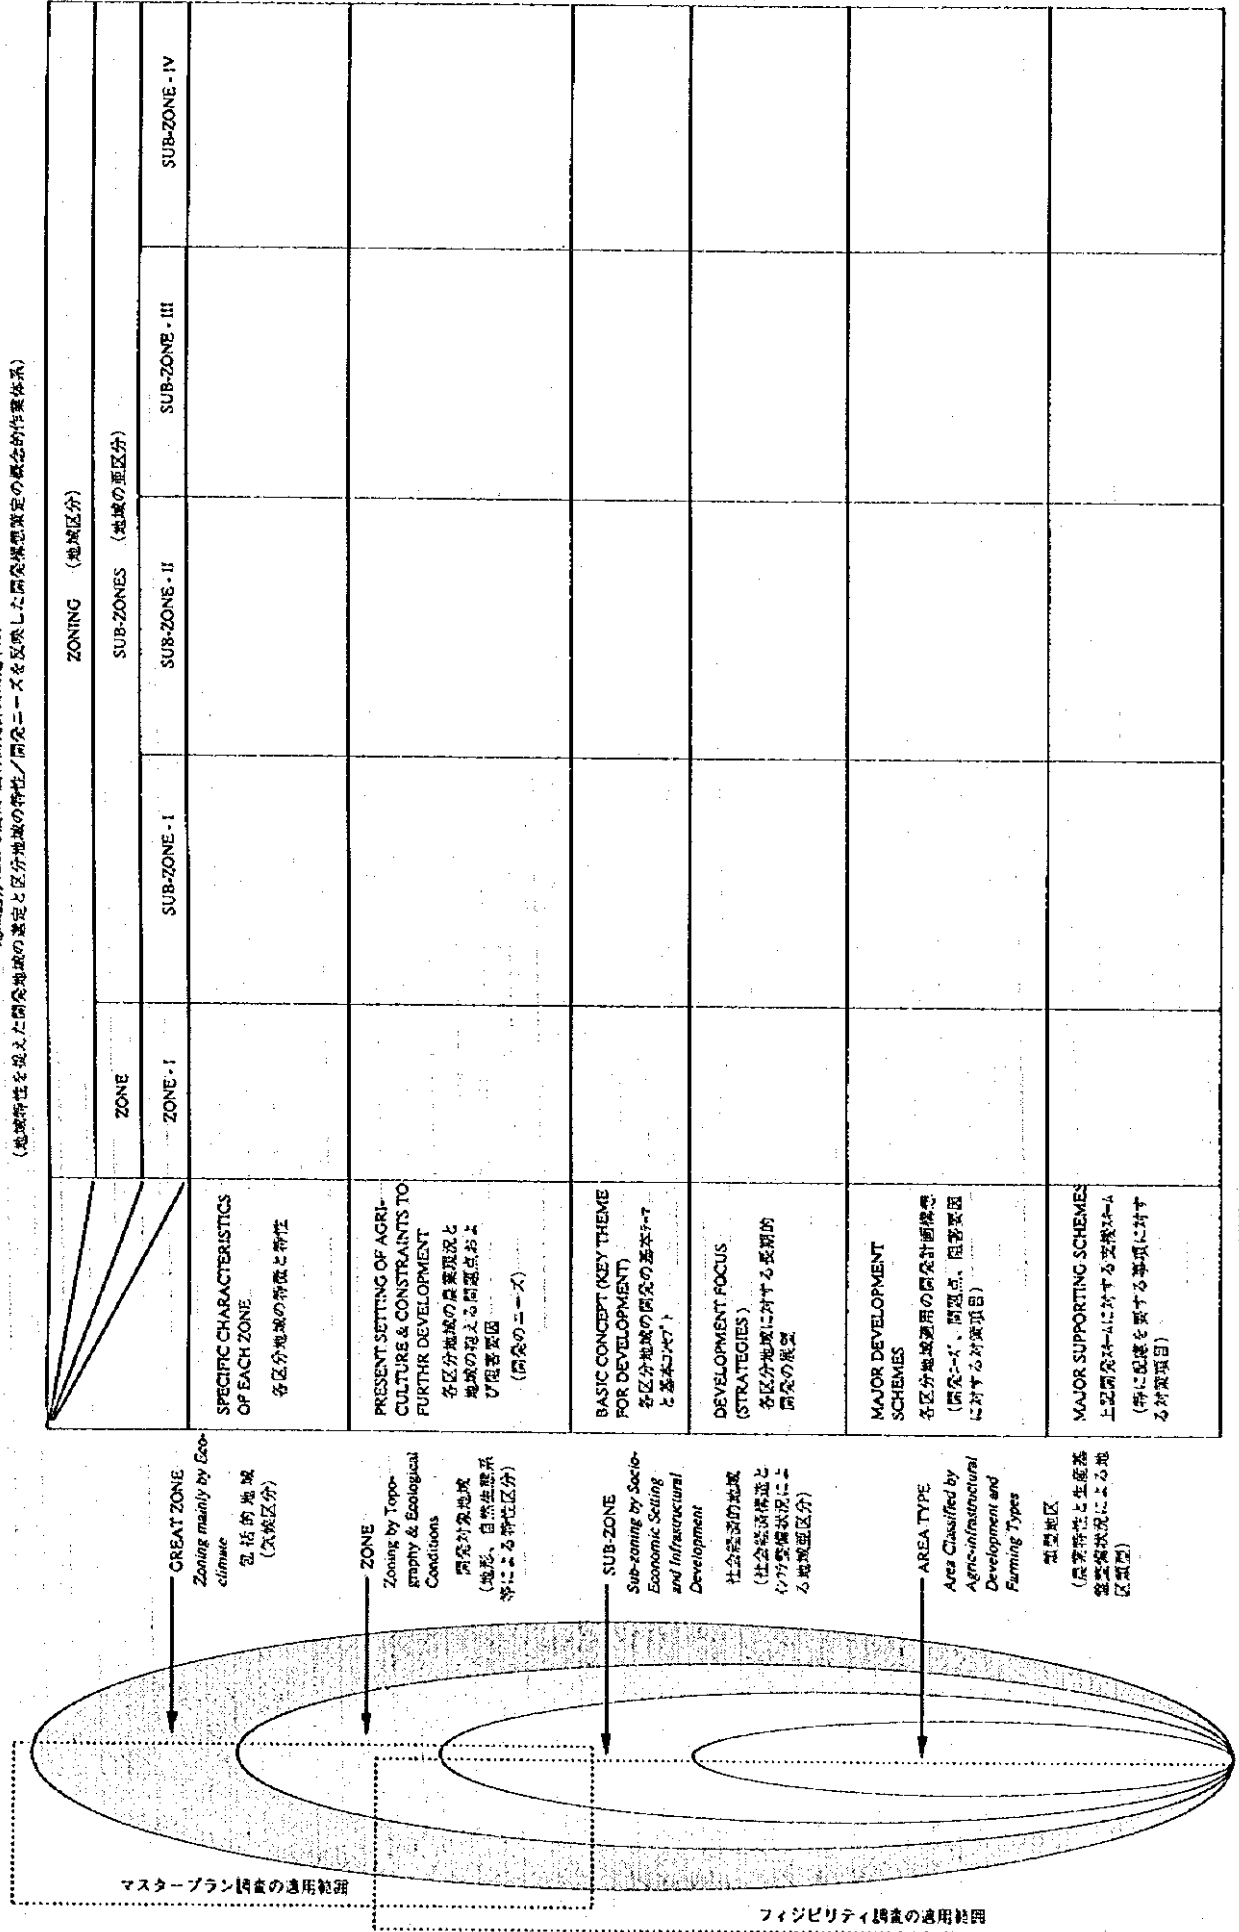 (地域特性を捉えた開発地域の選定と区分地域の特性/開発ニーズを反映した開発構想策定の概念的作業体系)
ZONING (地域区分)
ZONE
SUB-ZONES (地域の亜区分)
ZONE - I
SUB-ZONE - I
SUB-ZONE - II
SUB-ZONE - III
SUB-ZONE - IV
SPECIFIC CHARACTERISTICS
OF EACH ZONE
各区分地域の特徴と特性
PRESENT SETTING OF AGRI-
CULTURE & CONSTRAINTS TO
FURTHR DEVELOPMENT
各区分地域の農業現況と
地域の抱える問題点およ
び阻害要因
(開発のニーズ)
BASIC CONCEPT (KEY THEME
FOR DEVELOPMENT)
各区分地域の開発の基本テーマ
と基本コンセプト
DEVELOPMENT FOCUS
(STRATEGIES)
各区分地域に対する長期的
開発の展望
MAJOR DEVELOPMENT
SCHEMES
各区分地域適用の開発計画構想
(開発ニーズ、問題点、阻害要因
に対する対策項目)
MAJOR SUPPORTING SCHEMES
上記開発スキームに対する支援スキーム
(特に配慮を要する事項に対す
る対策項目)
GREAT ZONE
Zoning mainly by Eco-
climate
包括的地域
(気候区分)
ZONE
Zoning by Topo-
graphy & Ecological
Conditions
開発対象地域
(地形、自然生態系
等による特性区分)
SUB-ZONE
Sub-zoning by Socio-
Economic Setting
and Infrastructural
Development
社会経済的地域
(社会経済構造と
インフラ整備状況によ
る地域亜区分)
AREA TYPE
Area Classified by
Agric-infrastructural
Development and
Farming Types
類型地区
(農業特性と生産基
盤整備状況による地
区類型)
マスタープラン調査の適用範囲
フィジビリティ調査の適用範囲